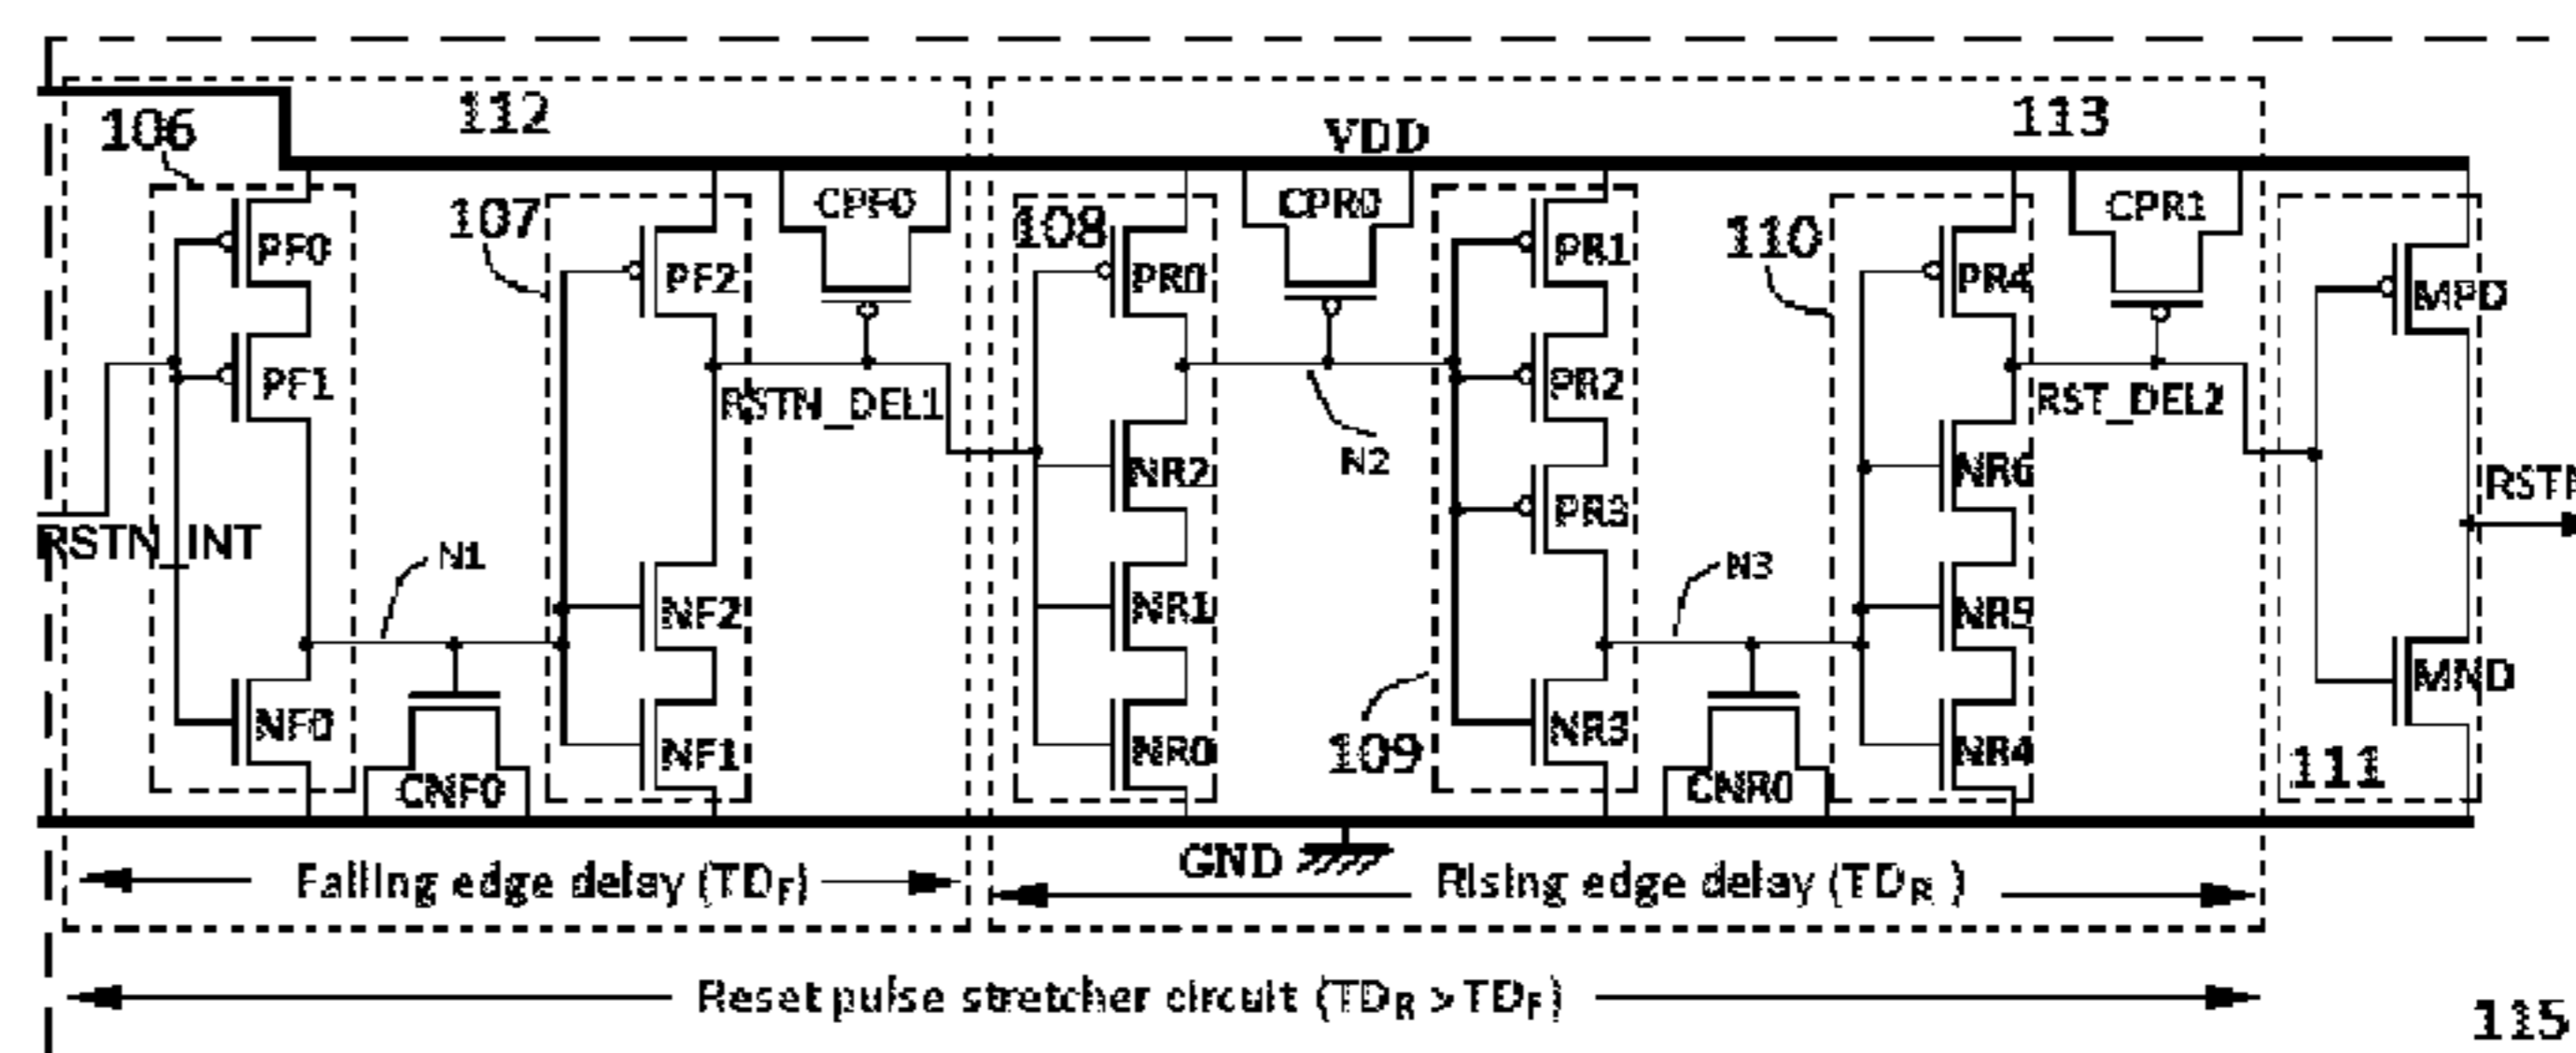 106
112
VDD
113
PF0
107
PF2
CPF0
108
PR0
CPR0
PR1
110
PR4
CPR1
MPD
PF1
RSTN_DEL1
NR2
N2
PR2
PR3
RST_DEL2
NR6
RSTN
RSTN_INT
N1
NF2
NR1
N3
NR5
MND
NF0
CNF0
NF1
NR0
109
NR3
CNR0
NR4
111
GND
Falling edge delay (TDF)
Rising edge delay (TDR )
Reset pulse stretcher circuit (TDR > TDF)
115